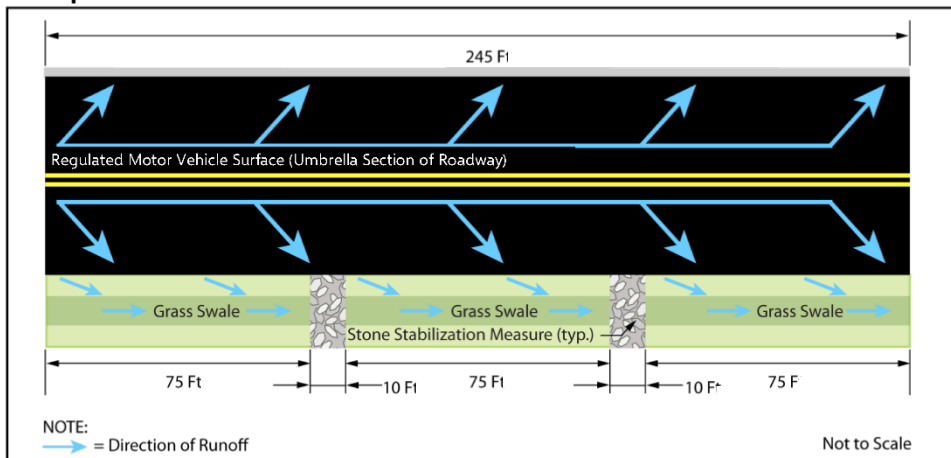 245 Ft
Regulated Motor Vehicle Surface (Umbrella Section of Roadway)
Grass Swale
Grass Swale
Grass Swale
Stone Stabilization Measure (typ.)
75 Ft
10 Ft
75 Ft
10 Ft
75 F
NOTE:
= Direction of Runoff
Not to Scale